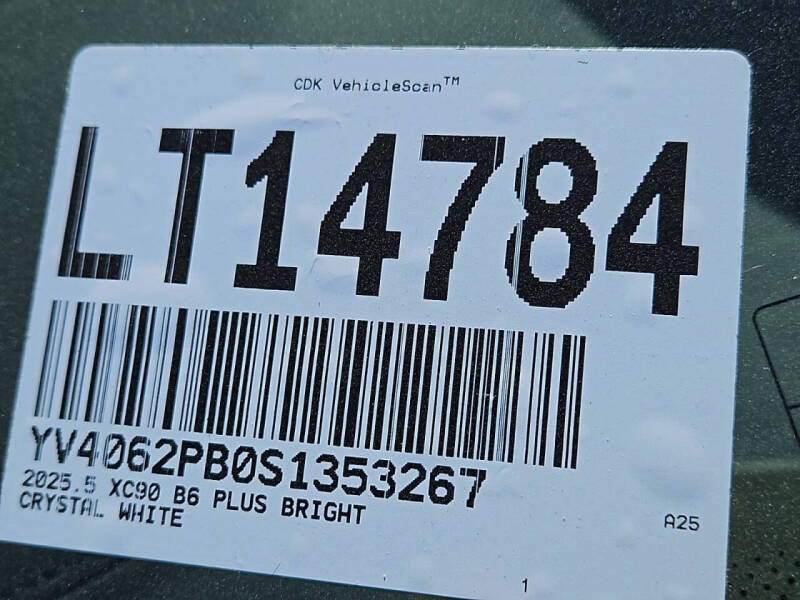 CDK VehicleScan™
LT14784
YV4062PB0S1353267
2025.5 XC90 B6 PLUS BRIGHT
CRYSTAL WHITE
A25
1